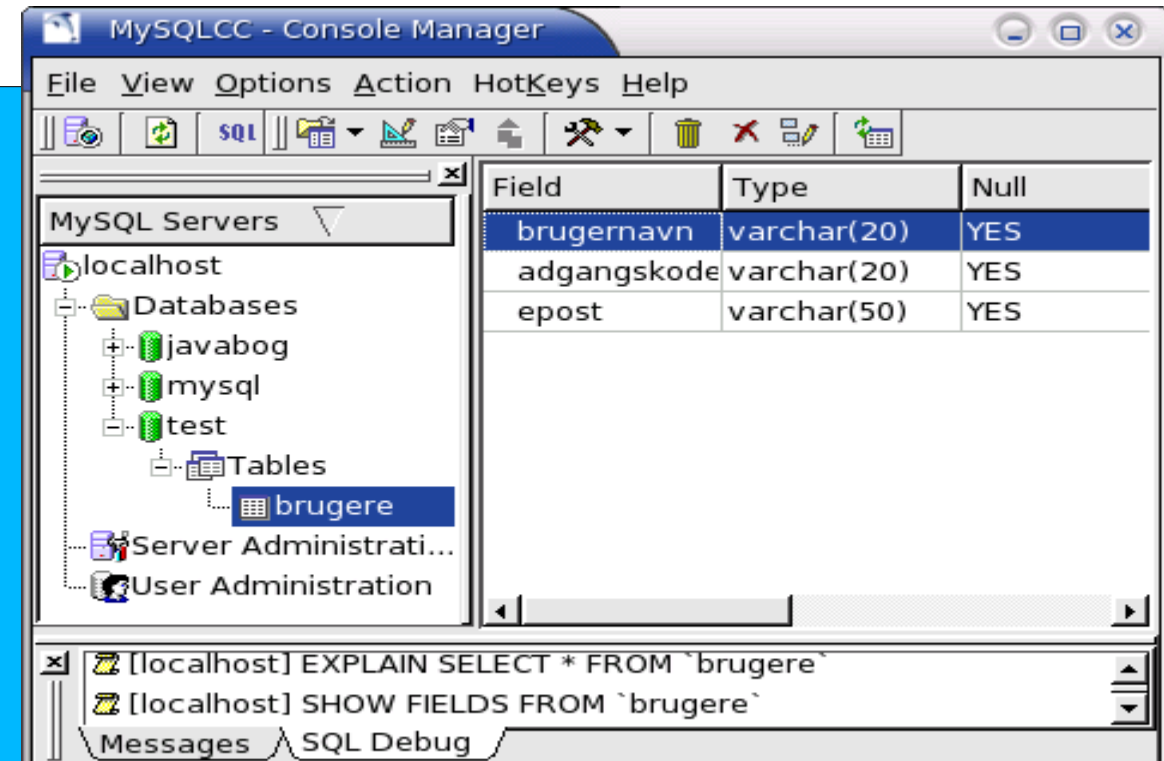 MySQLCC - Console Manager
File View Options Action HotKeys Help
SQL
MySQL Servers
localhost
Databases
javabog
mysql
test
Tables
brugere
Server Administrati...
User Administration
Field Type Null
brugernavn varchar(20) YES
adgangskode varchar(20) YES
epost varchar(50) YES
[localhost] EXPLAIN SELECT * FROM `brugere`
[localhost] SHOW FIELDS FROM `brugere`
Messages SQL Debug